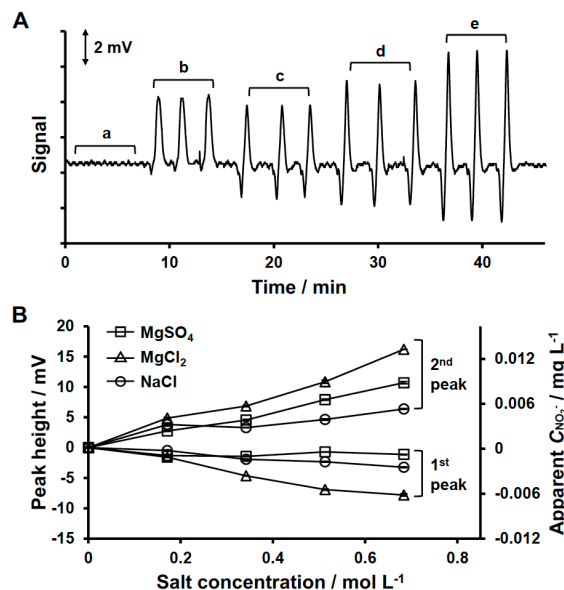 A
2 mV
a
b
c
d
e
Signal
0
10
20
30
40
Time / min
B
MgSO₄
MgCl₂
NaCl
2nd peak
1st peak
20
15
10
5
0
-5
-10
-15
Peak height / mV
0.012
0.006
0
-0.006
-0.012
Apparent C_NO₂⁻ / mg L⁻¹
0
0.2
0.4
0.6
0.8
Salt concentration / mol L⁻¹